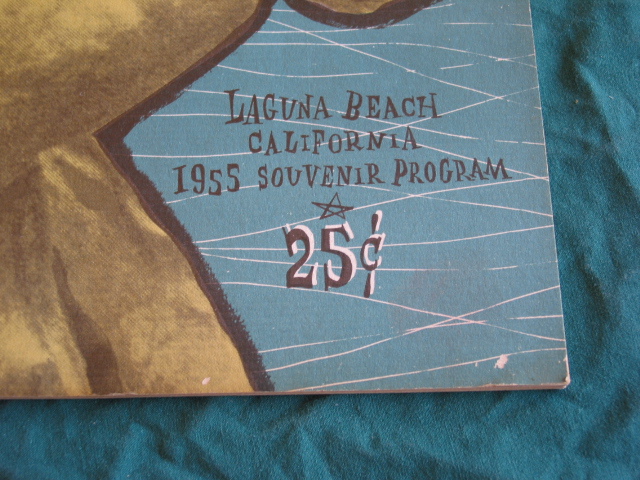 LAGUNA BEACH
CALIFORNIA
1955 SOUVENIR PROGRAM
25¢